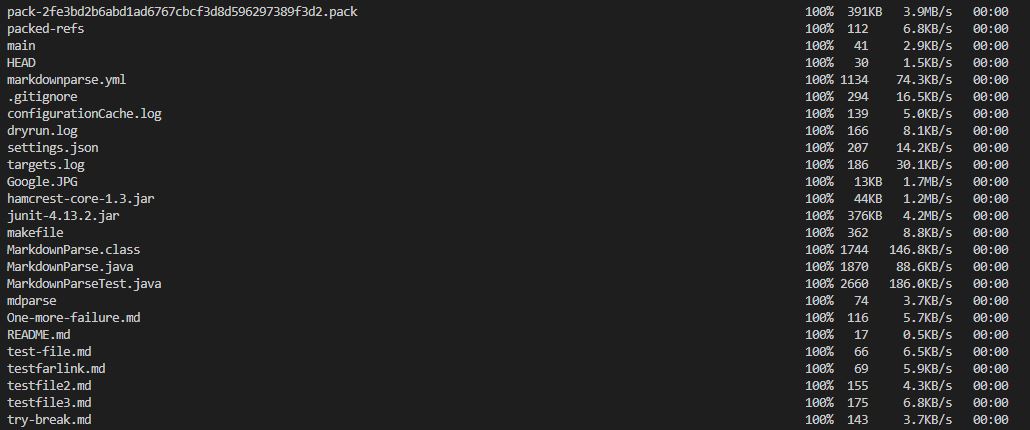 pack-2fe3bd2b6abd1ad6767cbcf3d8d596297389f3d2.pack 100% 391KB 3.9MB/s 00:00
packed-refs 100% 112 6.8KB/s 00:00
main 100% 41 2.9KB/s 00:00
HEAD 100% 30 1.5KB/s 00:00
markdownparse.yml 100% 1134 74.3KB/s 00:00
.gitignore 100% 294 16.5KB/s 00:00
configurationCache.log 100% 139 5.0KB/s 00:00
dryrun.log 100% 166 8.1KB/s 00:00
settings.json 100% 207 14.2KB/s 00:00
targets.log 100% 186 30.1KB/s 00:00
Google.JPG 100% 13KB 1.7MB/s 00:00
hamcrest-core-1.3.jar 100% 44KB 1.2MB/s 00:00
junit-4.13.2.jar 100% 376KB 4.2MB/s 00:00
makefile 100% 362 8.8KB/s 00:00
MarkdownParse.class 100% 1744 146.8KB/s 00:00
MarkdownParse.java 100% 1870 88.6KB/s 00:00
MarkdownParseTest.java 100% 2660 186.0KB/s 00:00
mdparse 100% 74 3.7KB/s 00:00
One-more-failure.md 100% 116 5.7KB/s 00:00
README.md 100% 17 0.5KB/s 00:00
test-file.md 100% 66 6.5KB/s 00:00
testfarlink.md 100% 69 5.9KB/s 00:00
testfile2.md 100% 155 4.3KB/s 00:00
testfile3.md 100% 175 6.8KB/s 00:00
try-break.md 100% 143 3.7KB/s 00:00